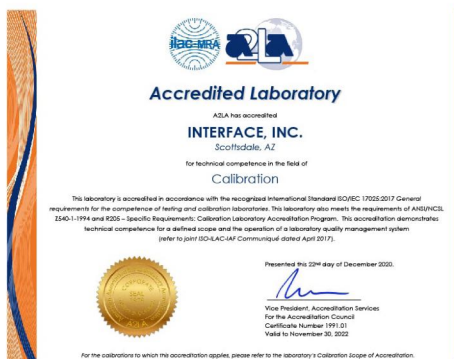 ilac-MRA
A2LA
Accredited Laboratory
A2LA has accredited
INTERFACE, INC.
Scottsdale, AZ
for technical competence in the field of
Calibration
This laboratory is accredited in accordance with the recognized International Standard ISO/IEC 17025:2017 General
requirements for the competence of testing and calibration laboratories. This laboratory also meets the requirements of ANSI/NCSL
Z540-1-1994 and R205 – Specific Requirements: Calibration Laboratory Accreditation Program. This accreditation demonstrates
technical competence for a defined scope and the operation of a laboratory quality management system
(refer to joint ISO-ILAC-IAF Communiqué dated April 2017).
Presented this 22nd day of December 2020.
Vice President, Accreditation Services
For the Accreditation Council
Certificate Number 1991.01
Valid to November 30, 2022
A2LA
For the calibrations to which this accreditation applies, please refer to the laboratory's Calibration Scope of Accreditation.